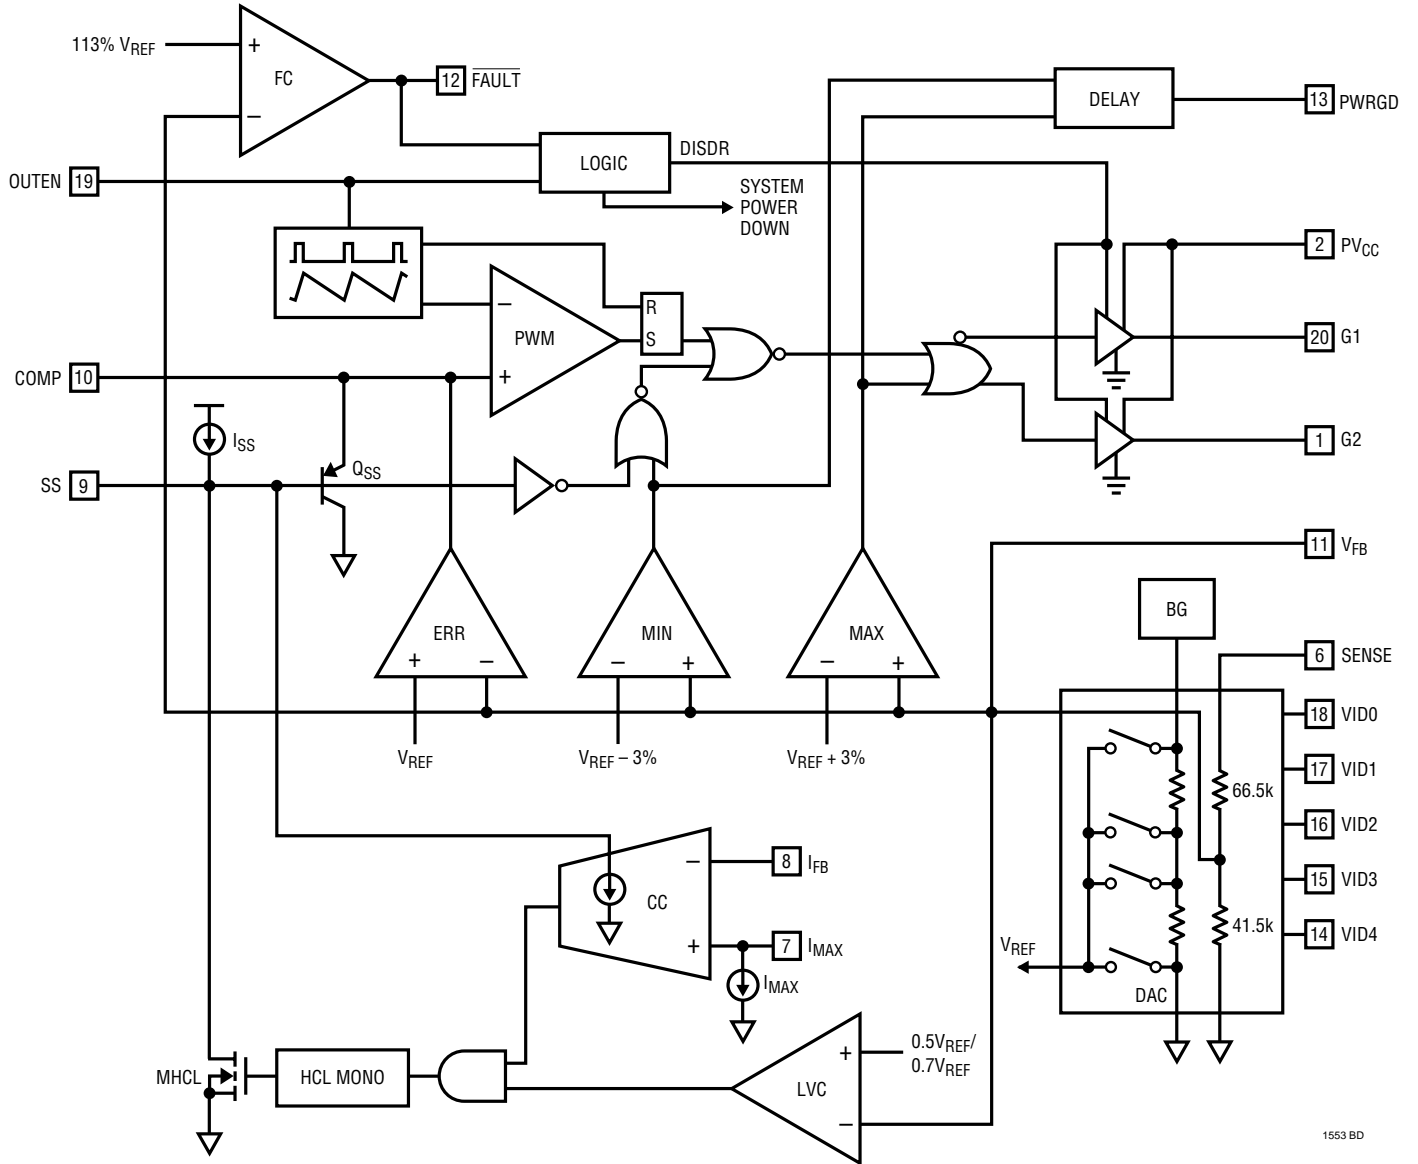 113% VREF
+
FC
−
12 FAULT
OUTEN 19
LOGIC
DISDR
SYSTEM
POWER
DOWN
DELAY
13 PWRGD
2 PVCC
20 G1
1 G2
−
PWM
+
R
S
COMP 10
ISS
SS 9
QSS
11 VFB
BG
6 SENSE
ERR
+ −
MIN
− +
MAX
− +
VREF
VREF – 3%
VREF + 3%
18 VID0
17 VID1
16 VID2
15 VID3
14 VID4
66.5k
41.5k
VREF
DAC
−
CC
+
8 IFB
7 IMAX
IMAX
MHCL
HCL MONO
LVC
+
−
0.5VREF/
0.7VREF
1553 BD